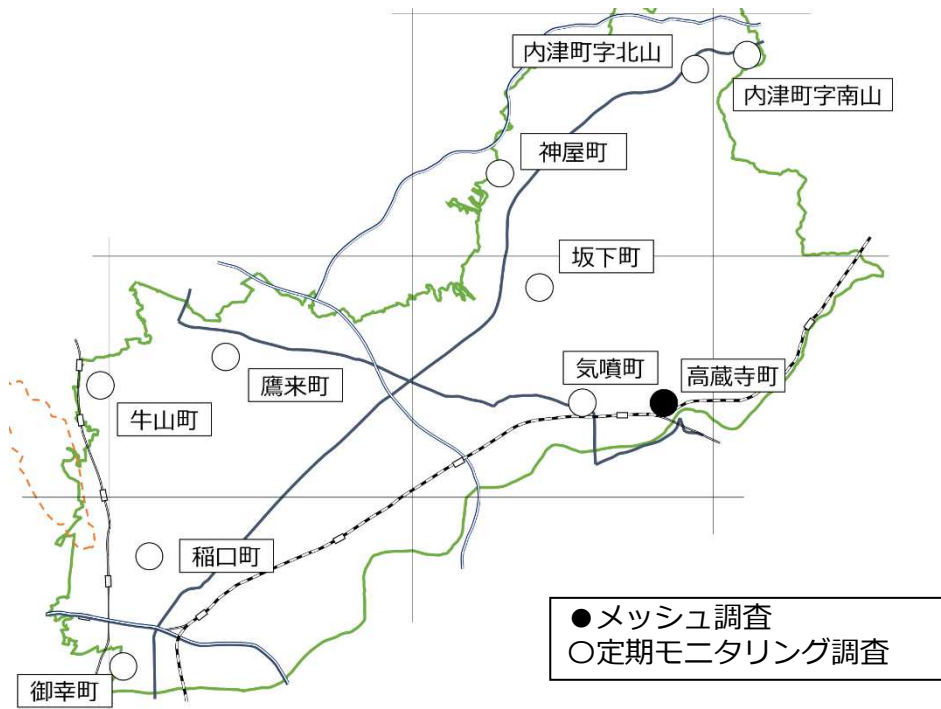 内津町字北山
内津町字南山
神屋町
坂下町
気噴町
高蔵寺町
鷹来町
牛山町
稲口町
御幸町
●メッシュ調査
○定期モニタリング調査